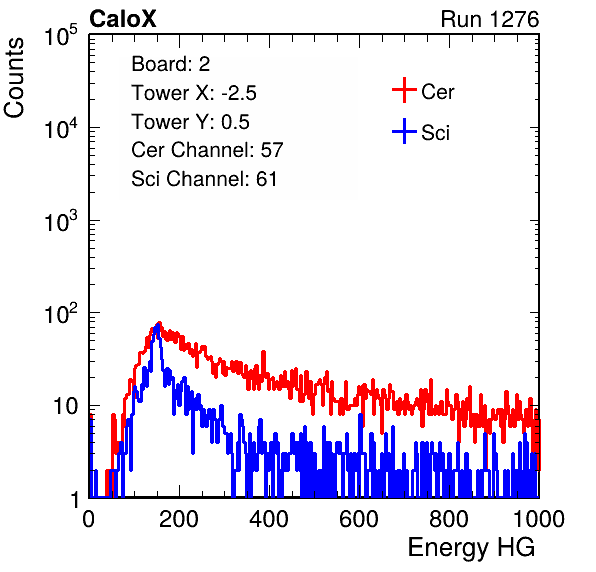 CaloX Run 1276
Counts
10^5
10^4
10^3
10^2
10
1
Board: 2
Tower X: -2.5
Tower Y: 0.5
Cer Channel: 57
Sci Channel: 61
Cer
Sci
0 200 400 600 800 1000
Energy HG